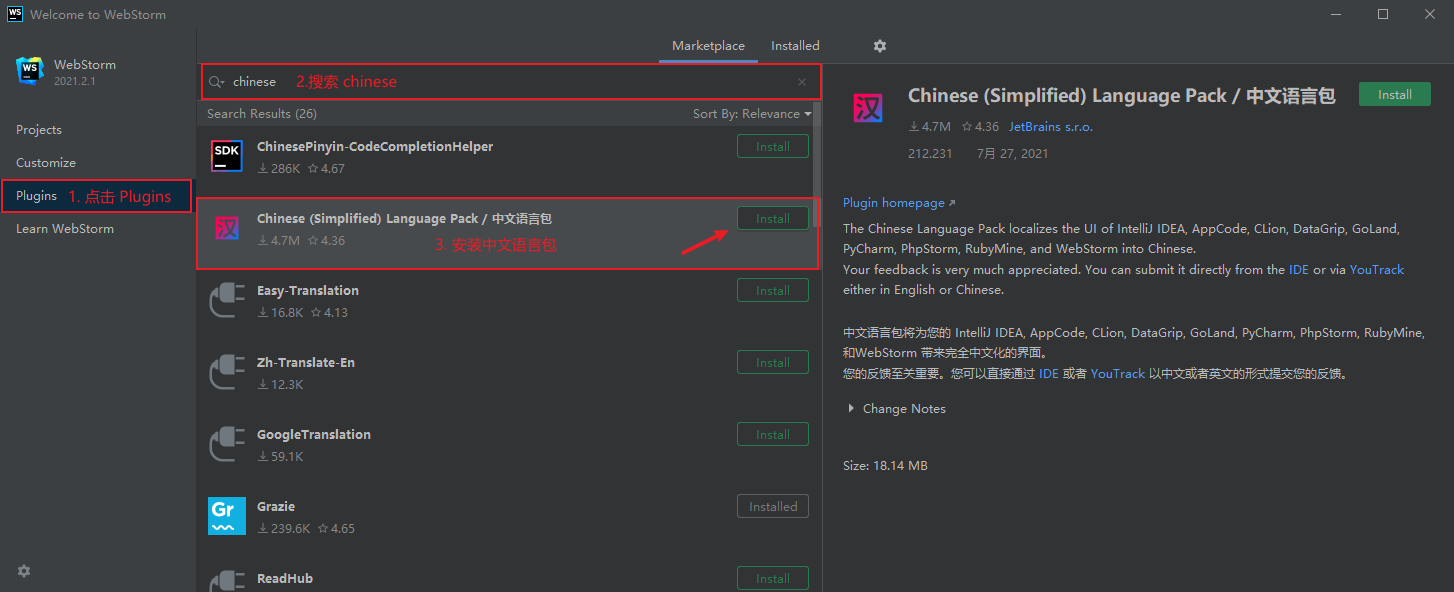 WS Welcome to WebStorm
WS
WebStorm
2021.2.1
Projects
Customize
Plugins 1. 点击 Plugins
Learn WebStorm
Marketplace Installed
chinese 2.搜索 chinese
Search Results (26) Sort By: Relevance
SDK
ChinesePinyin-CodeCompletionHelper Install
286K 4.67
汉
Chinese (Simplified) Language Pack / 中文语言包 Install
4.7M 4.36 3. 安装中文语言包
Easy-Translation Install
16.8K 4.13
Zh-Translate-En Install
12.3K
GoogleTranslation Install
59.1K
Gr
Grazie Installed
239.6K 4.65
ReadHub Install
汉
Chinese (Simplified) Language Pack / 中文语言包 Install
4.7M 4.36 JetBrains s.r.o.
212.231 7月 27, 2021
Plugin homepage
The Chinese Language Pack localizes the UI of IntelliJ IDEA, AppCode, CLion, DataGrip, GoLand,
PyCharm, PhpStorm, RubyMine, and WebStorm into Chinese.
Your feedback is very much appreciated. You can submit it directly from the IDE or via YouTrack
either in English or Chinese.
中文语言包将为您的 IntelliJ IDEA, AppCode, CLion, DataGrip, GoLand, PyCharm, PhpStorm, RubyMine,
和WebStorm 带来完全中文化的界面。
您的反馈至关重要。您可以直接通过 IDE 或者 YouTrack 以中文或者英文的形式提交您的反馈。
Change Notes
Size: 18.14 MB